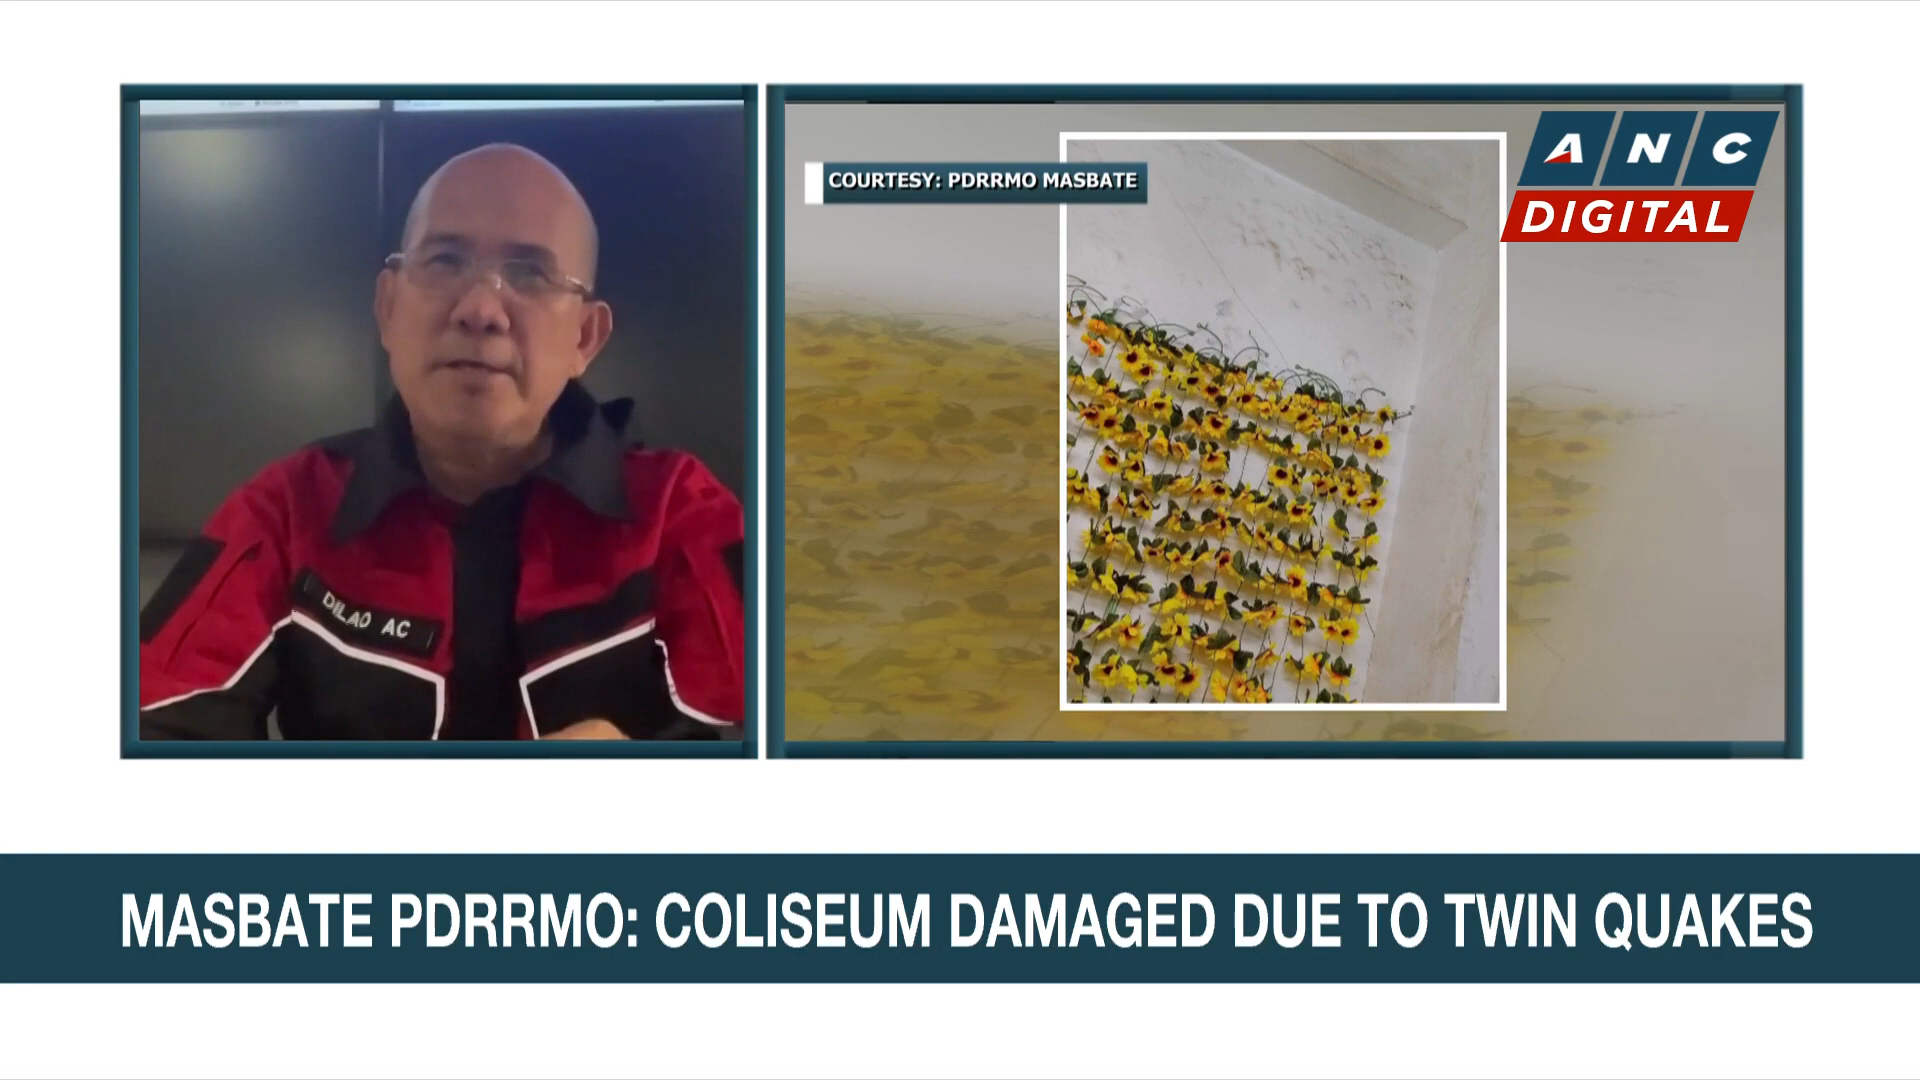 COURTESY: PDRRMO MASBATE
ANC
DIGITAL
DILAO AC
MASBATE PDRRMO: COLISEUM DAMAGED DUE TO TWIN QUAKES